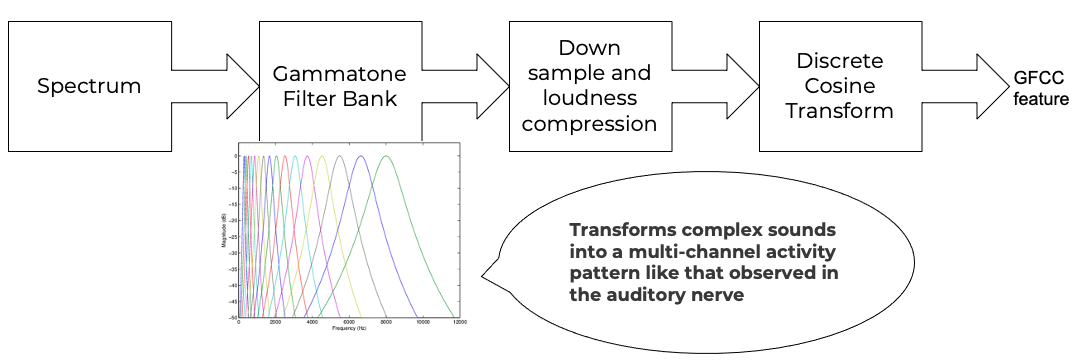 Spectrum
Gammatone
Filter Bank
Down
sample and
loudness
compression
Discrete
Cosine
Transform
GFCC
feature
0
-5
-10
-15
-20
-25
-30
-35
-40
-45
-50
Magnitude (dB)
0
2000
4000
6000
8000
10000
12000
Frequency (Hz)
Transforms complex sounds
into a multi-channel activity
pattern like that observed in
the auditory nerve